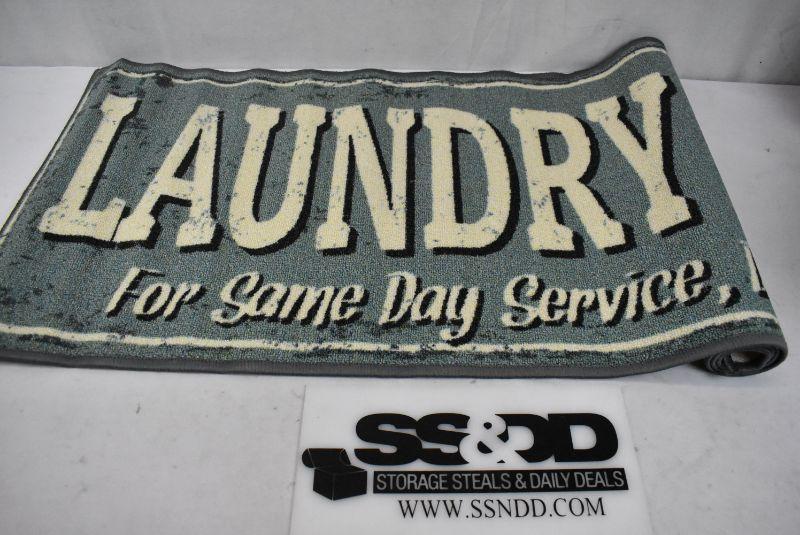 LAUNDRY
For Same Day Service,
SS&DD
STORAGE STEALS & DAILY DEALS
WWW.SSNDD.COM